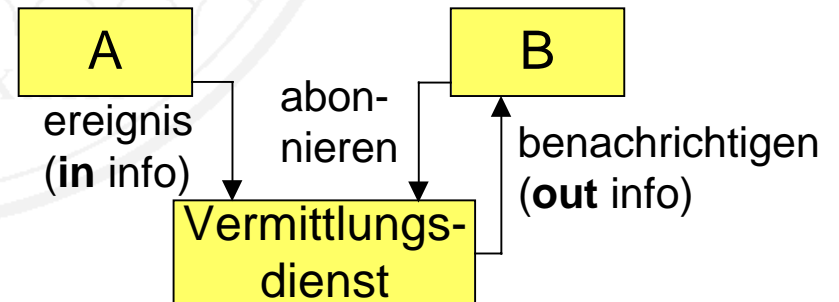 A
B
ereignis
(in info)
abon-
nieren
benachrichtigen
(out info)
Vermittlungs-
dienst